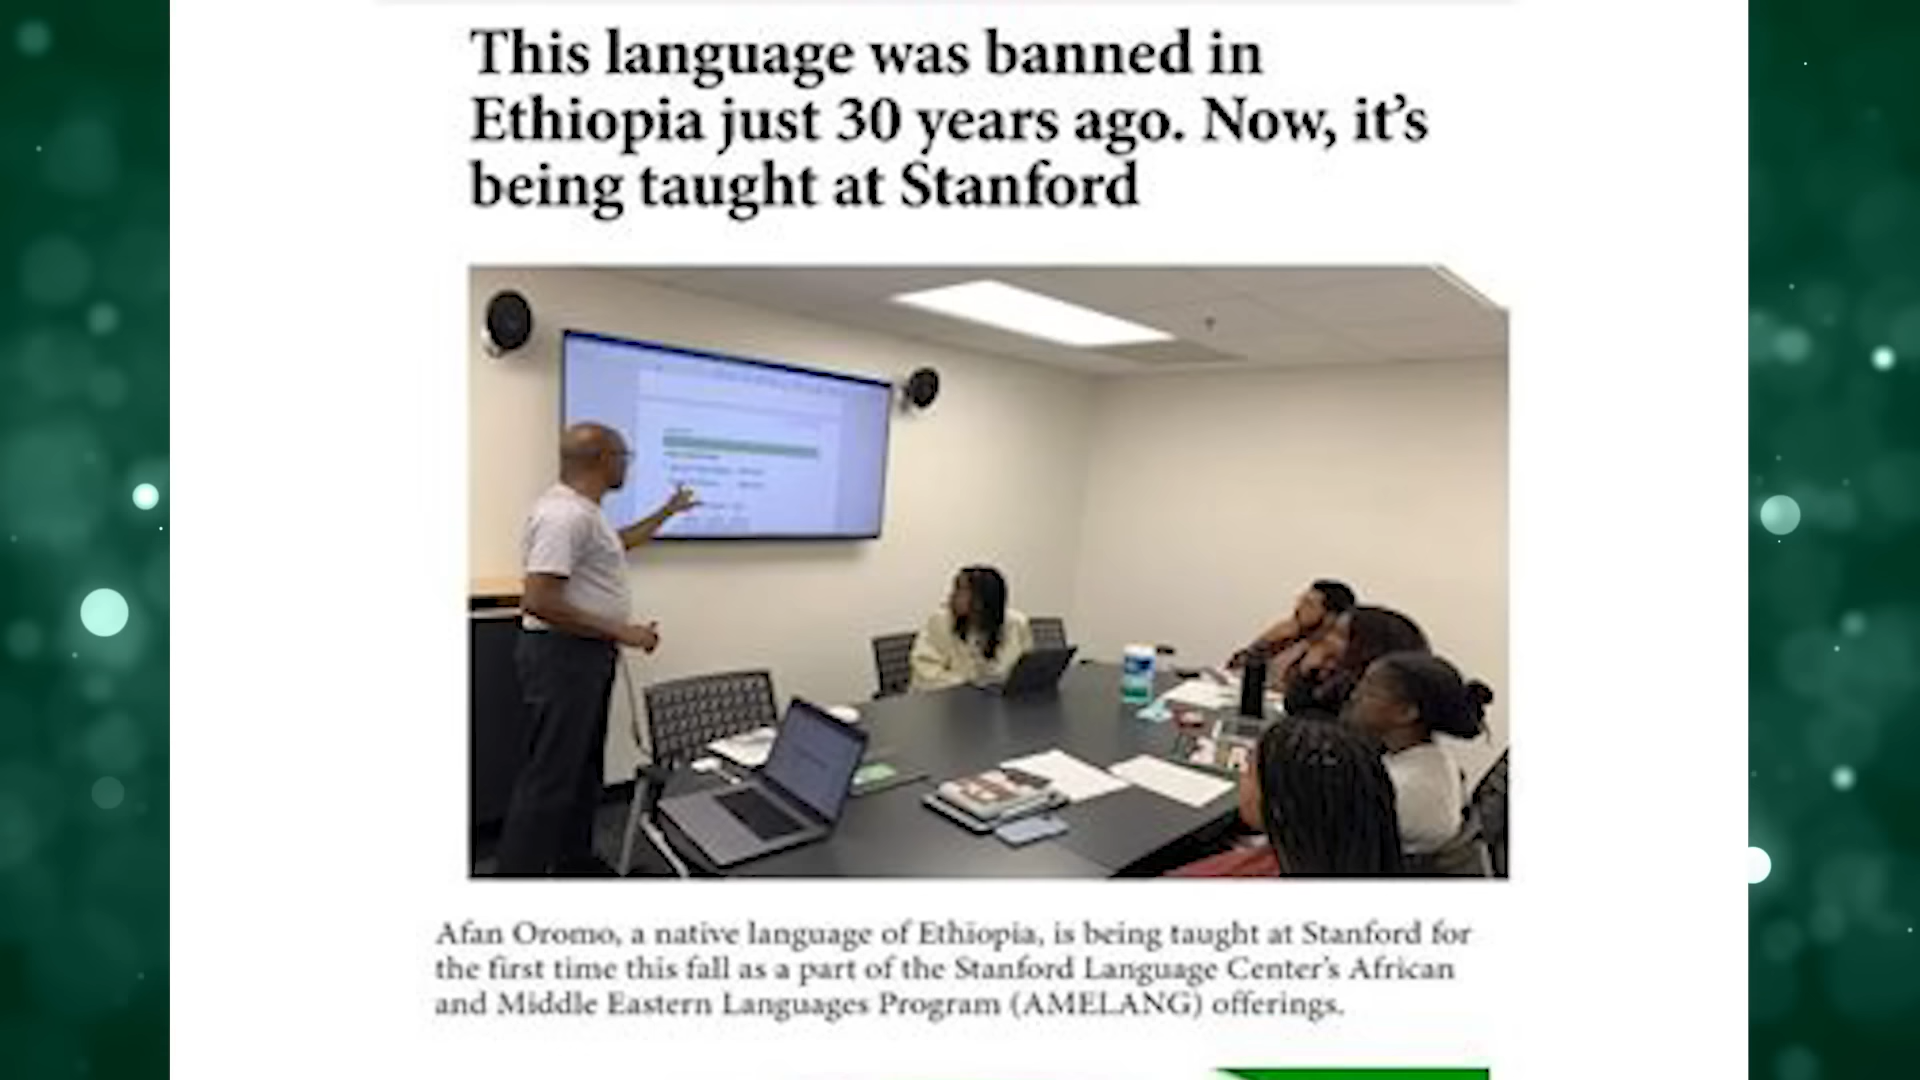 This language was banned in
Ethiopia just 30 years ago. Now, it's
being taught at Stanford
Afan Oromo, a native language of Ethiopia, is being taught at Stanford for
the first time this fall as a part of the Stanford Language Center's African
and Middle Eastern Languages Program (AMELANG) offerings.